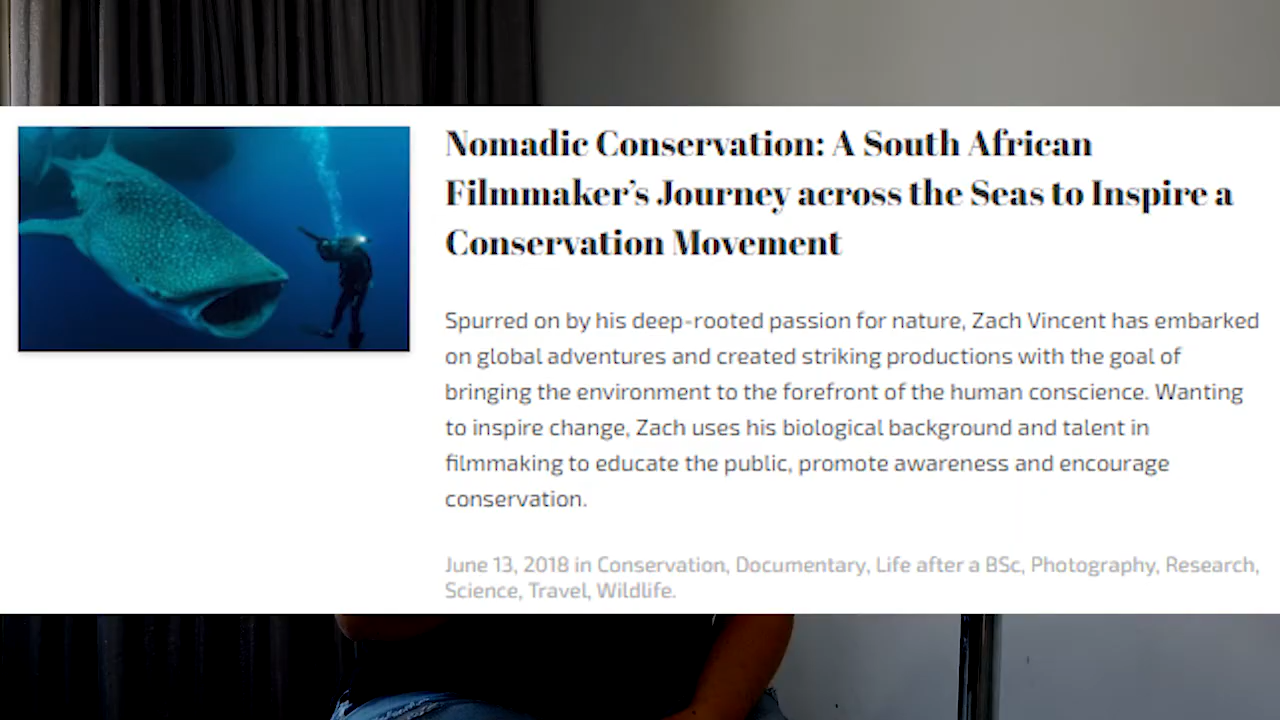 Nomadic Conservation: A South African
Filmmaker’s Journey across the Seas to Inspire a
Conservation Movement
Spurred on by his deep-rooted passion for nature, Zach Vincent has embarked
on global adventures and created striking productions with the goal of
bringing the environment to the forefront of the human conscience. Wanting
to inspire change, Zach uses his biological background and talent in
filmmaking to educate the public, promote awareness and encourage
conservation.
June 13, 2018 in Conservation, Documentary, Life after a BSc, Photography, Research,
Science, Travel, Wildlife.